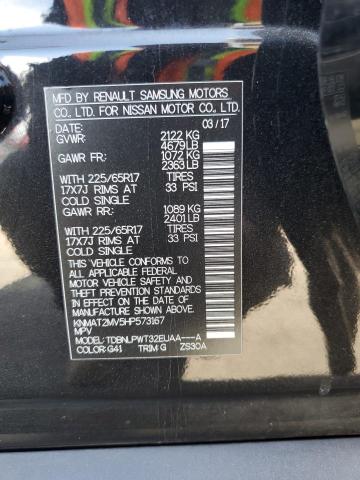 MFD BY RENAULT SAMSUNG MOTORS
CO., LTD. FOR NISSAN MOTOR CO., LTD.
DATE: 03/17
GVWR: 2122 KG
4679LB
GAWR FR: 1072 KG
2363LB
WITH 225/65R17 TIRES
17X7J RIMS AT 33 PSI
COLD SINGLE
GAWR RR: 1089 KG
2401LB
WITH 225/65R17 TIRES
17X7J RIMS AT 33 PSI
COLD SINGLE
THIS VEHICLE CONFORMS TO ALL
APPLICABLE FEDERAL MOTOR
VEHICLE SAFETY, BUMPER, AND
THEFT PREVENTION STANDARDS
IN EFFECT ON THE DATE OF
MANUFACTURE SHOWN ABOVE.
KNMAT2MV5HP573167
MPV
MODEL: TDBNLPWT32EUAA---A
COLOR: G41 TRIM G ZS30A